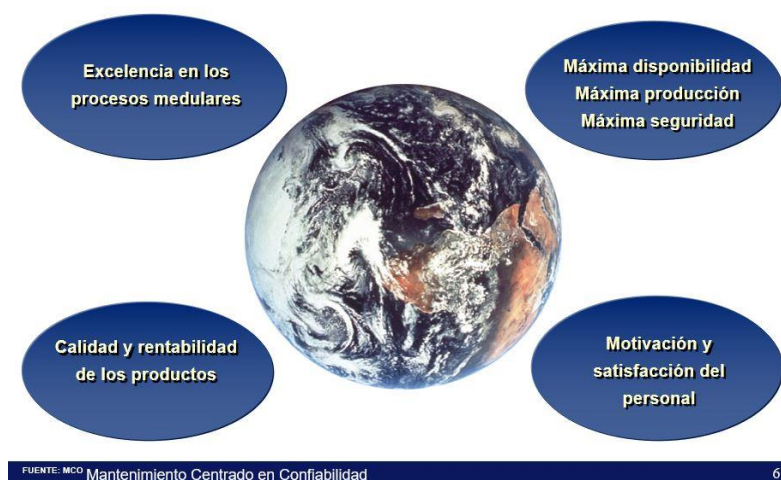 Excelencia en los
procesos medulares
Máxima disponibilidad
Máxima producción
Máxima seguridad
Calidad y rentabilidad
de los productos
Motivación y
satisfacción del
personal
FUENTE: MCO Mantenimiento Centrado en Confiabilidad 6